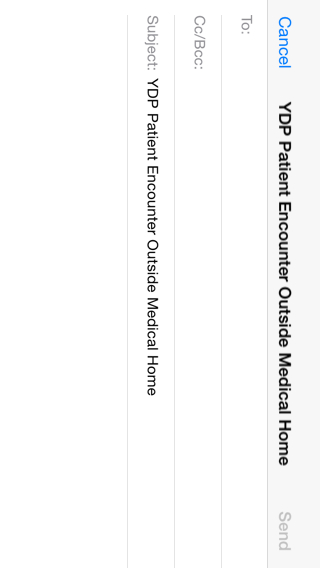 Cancel YDP Patient Encounter Outside Medical Home Send
To:
Cc/Bcc:
Subject: YDP Patient Encounter Outside Medical Home